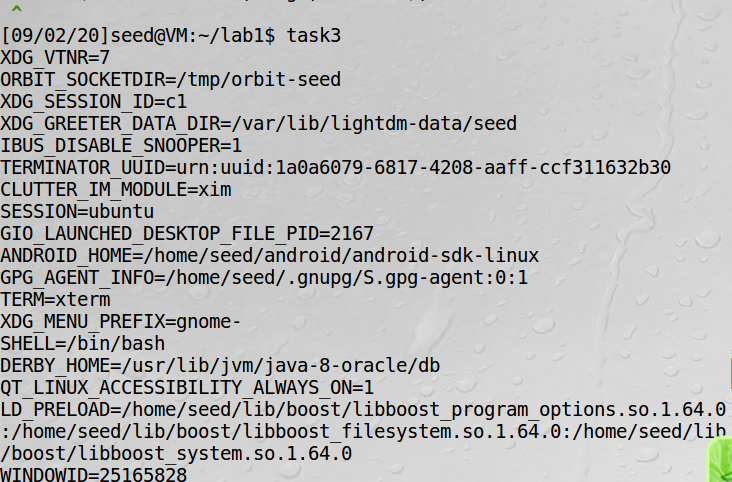 ^
[09/02/20]seed@VM:~/lab1$ task3
XDG_VTNR=7
ORBIT_SOCKETDIR=/tmp/orbit-seed
XDG_SESSION_ID=c1
XDG_GREETER_DATA_DIR=/var/lib/lightdm-data/seed
IBUS_DISABLE_SNOOPER=1
TERMINATOR_UUID=urn:uuid:1a0a6079-6817-4208-aaff-ccf311632b30
CLUTTER_IM_MODULE=xim
SESSION=ubuntu
GIO_LAUNCHED_DESKTOP_FILE_PID=2167
ANDROID_HOME=/home/seed/android/android-sdk-linux
GPG_AGENT_INFO=/home/seed/.gnupg/S.gpg-agent:0:1
TERM=xterm
XDG_MENU_PREFIX=gnome-
SHELL=/bin/bash
DERBY_HOME=/usr/lib/jvm/java-8-oracle/db
QT_LINUX_ACCESSIBILITY_ALWAYS_ON=1
LD_PRELOAD=/home/seed/lib/boost/libboost_program_options.so.1.64.0
:/home/seed/lib/boost/libboost_filesystem.so.1.64.0:/home/seed/lib
/boost/libboost_system.so.1.64.0
WINDOWID=25165828